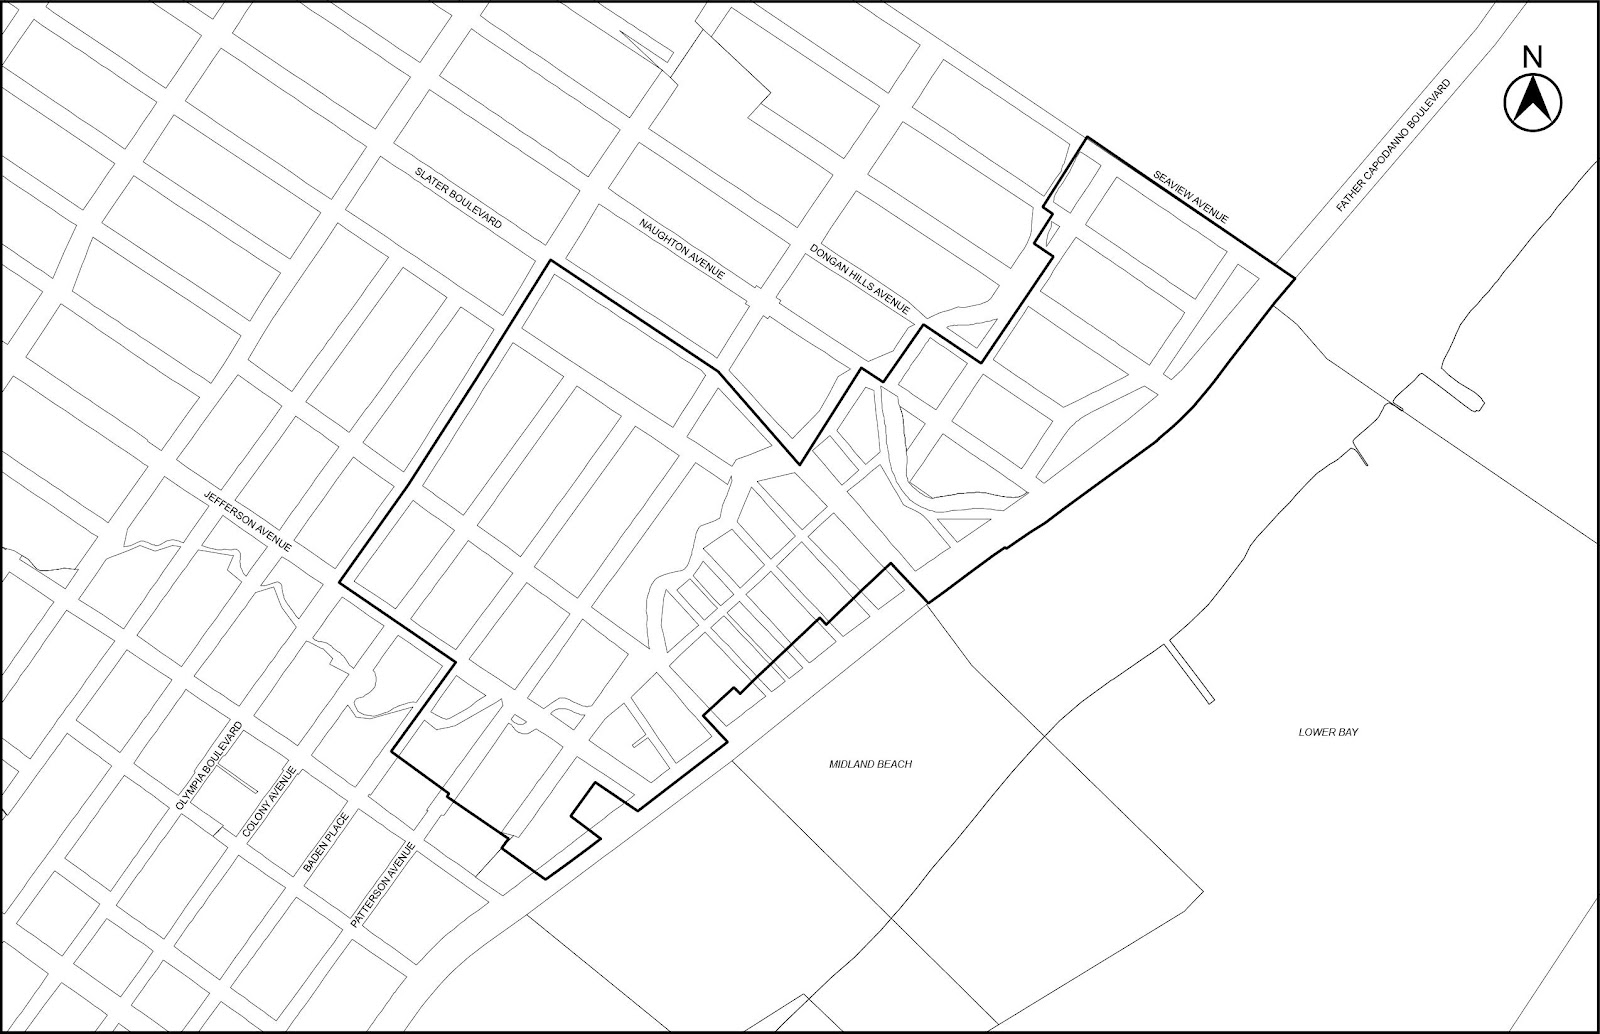 N
FATHER CAPODANNO BOULEVARD
SEAVIEW AVENUE
SLATER BOULEVARD
NAUGHTON AVENUE
DONGAN HILLS AVENUE
JEFFERSON AVENUE
OLYMPIA BOULEVARD
COLONY AVENUE
BADEN PLACE
PATTERSON AVENUE
LOWER BAY
MIDLAND BEACH